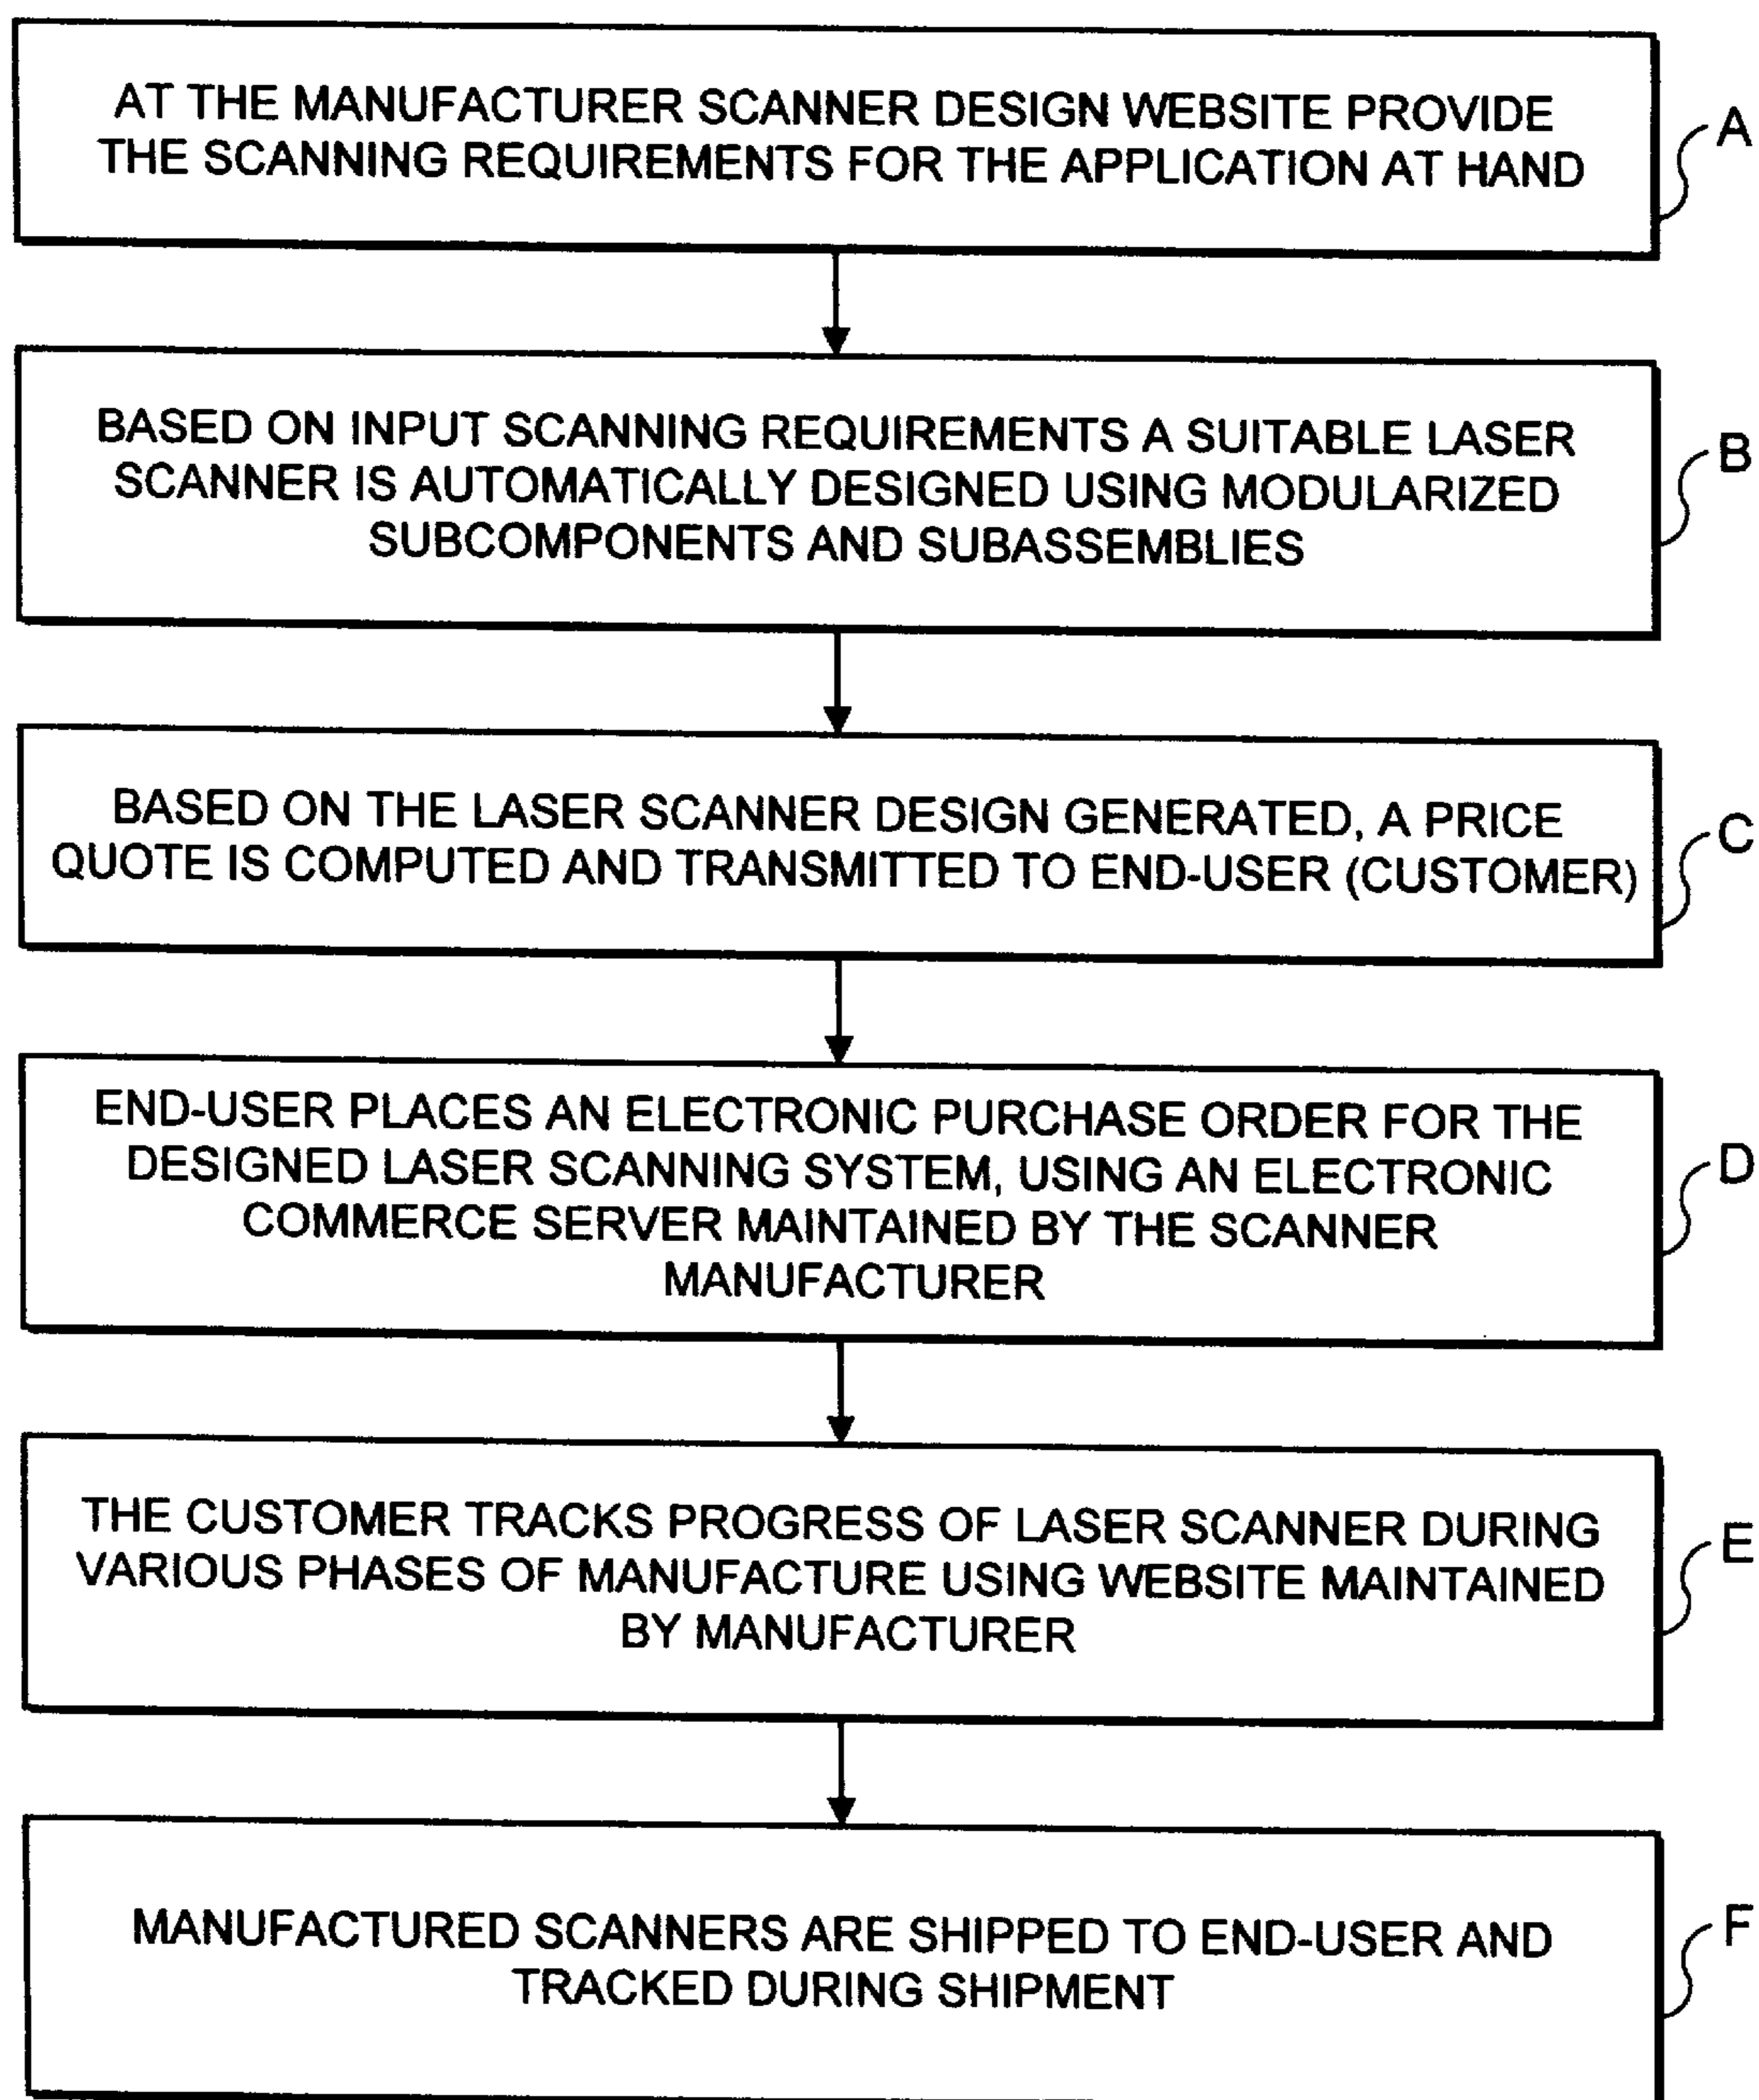 AT THE MANUFACTURER SCANNER DESIGN WEBSITE PROVIDE
THE SCANNING REQUIREMENTS FOR THE APPLICATION AT HAND
A
BASED ON INPUT SCANNING REQUIREMENTS A SUITABLE LASER
SCANNER IS AUTOMATICALLY DESIGNED USING MODULARIZED
SUBCOMPONENTS AND SUBASSEMBLIES
B
BASED ON THE LASER SCANNER DESIGN GENERATED, A PRICE
QUOTE IS COMPUTED AND TRANSMITTED TO END-USER (CUSTOMER)
C
END-USER PLACES AN ELECTRONIC PURCHASE ORDER FOR THE
DESIGNED LASER SCANNING SYSTEM, USING AN ELECTRONIC
COMMERCE SERVER MAINTAINED BY THE SCANNER
MANUFACTURER
D
THE CUSTOMER TRACKS PROGRESS OF LASER SCANNER DURING
VARIOUS PHASES OF MANUFACTURE USING WEBSITE MAINTAINED
BY MANUFACTURER
E
MANUFACTURED SCANNERS ARE SHIPPED TO END-USER AND
TRACKED DURING SHIPMENT
F